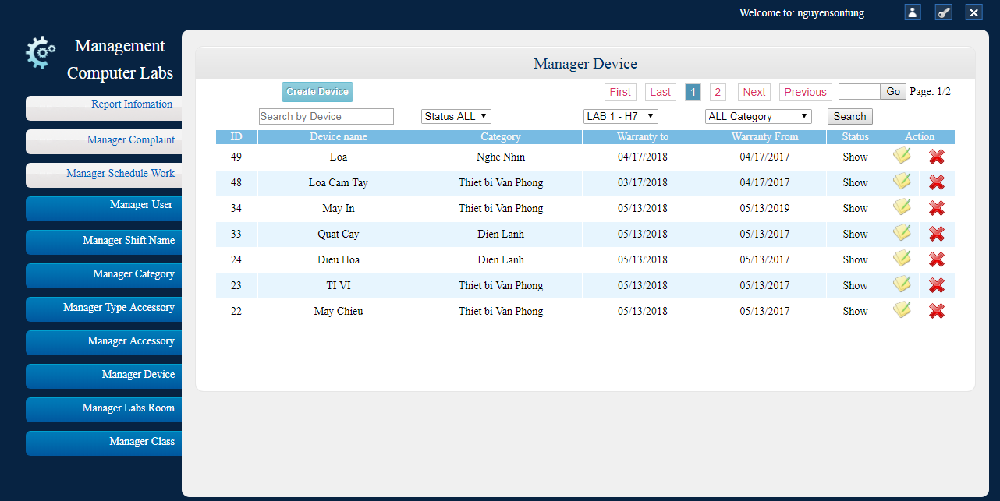 Welcome to: nguyensontung
Management
Computer Labs
Report Infomation
Manager Complaint
Manager Schedule Work
Manager User
Manager Shift Name
Manager Category
Manager Type Accessory
Manager Accessory
Manager Device
Manager Labs Room
Manager Class
Manager Device
Create Device First Last 1 2 Next Previous Go Page: 1/2
Search by Device Status ALL LAB 1 - H7 ALL Category Search
ID Device name Category Warranty to Warranty From Status Action
49 Loa Nghe Nhin 04/17/2018 04/17/2017 Show
48 Loa Cam Tay Thiet bi Van Phong 03/17/2018 04/17/2017 Show
34 May In Thiet bi Van Phong 05/13/2018 05/13/2019 Show
33 Quat Cay Dien Lanh 05/13/2018 05/13/2017 Show
24 Dieu Hoa Dien Lanh 05/13/2018 05/13/2017 Show
23 TI VI Thiet bi Van Phong 05/13/2018 05/13/2017 Show
22 May Chieu Thiet bi Van Phong 05/13/2018 05/13/2017 Show